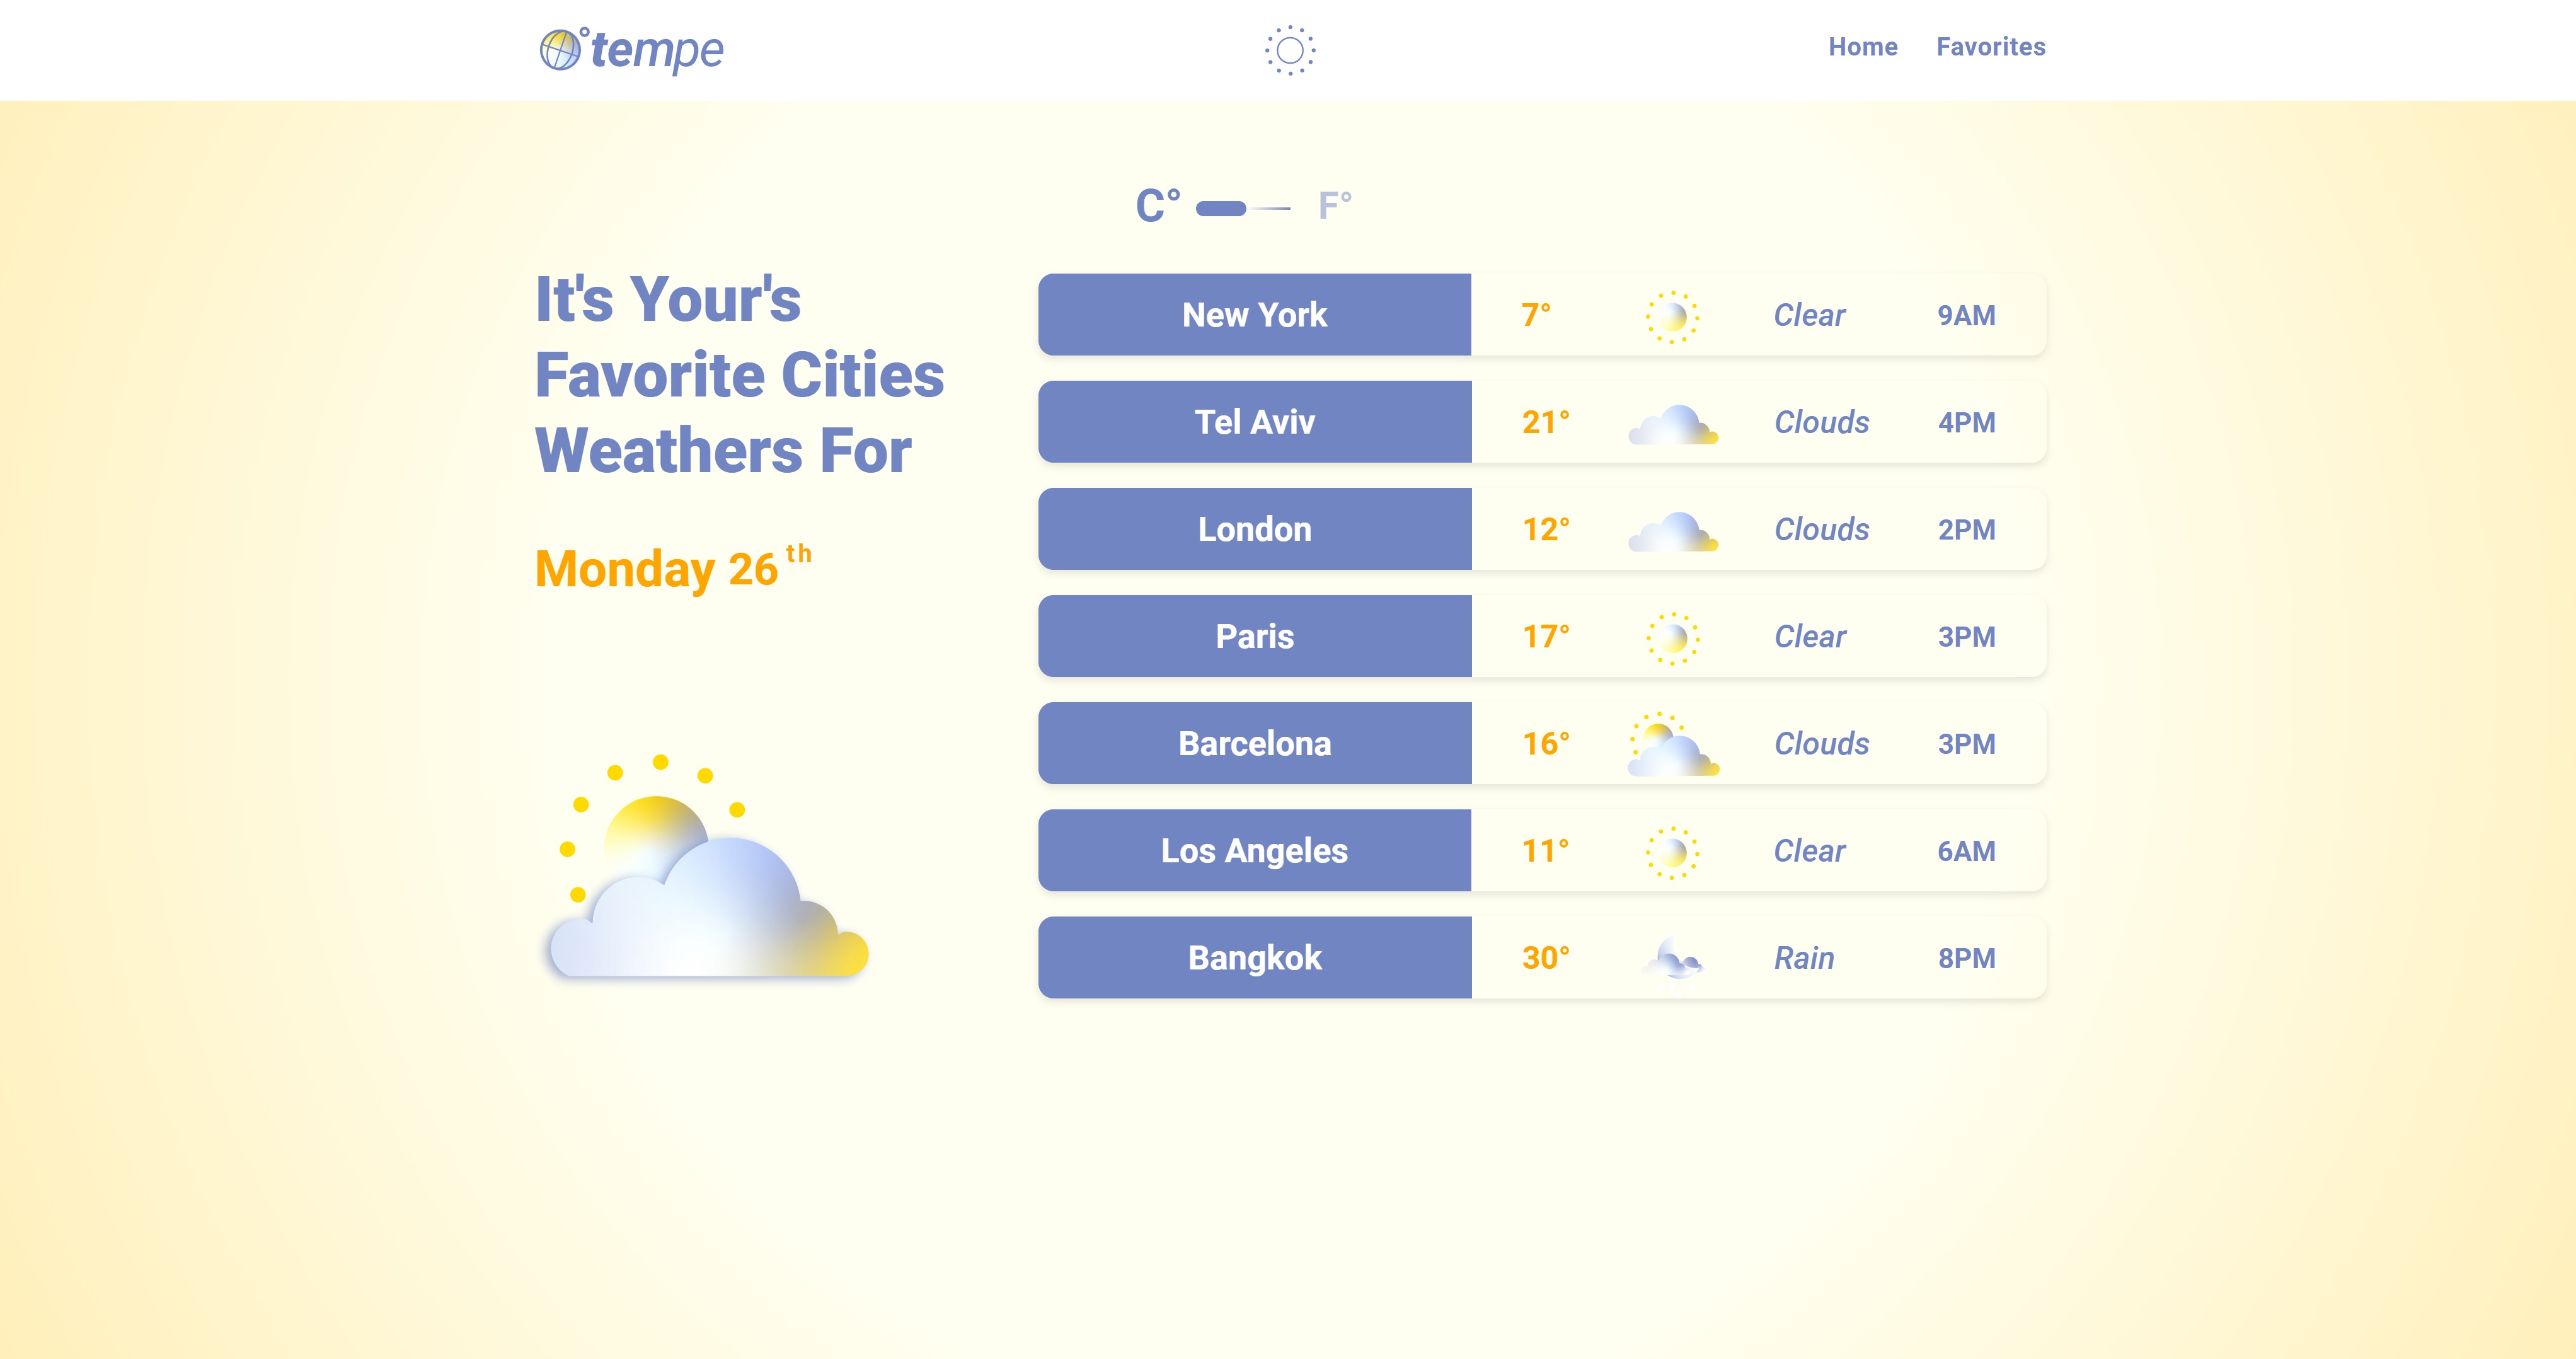 °tempe
Home Favorites
C° F°
It's Your's
Favorite Cities
Weathers For
Monday 26 th
New York 7° Clear 9AM
Tel Aviv 21° Clouds 4PM
London 12° Clouds 2PM
Paris 17° Clear 3PM
Barcelona 16° Clouds 3PM
Los Angeles 11° Clear 6AM
Bangkok 30° Rain 8PM